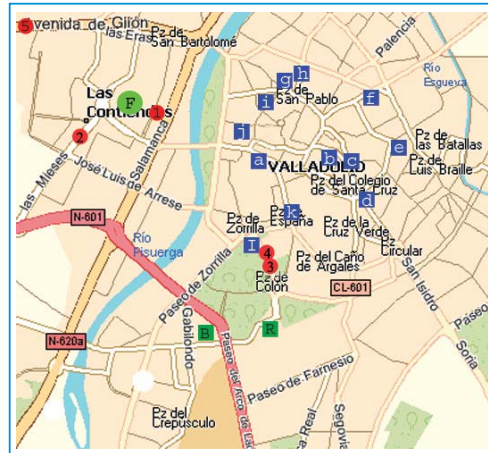 5
Avenida de Gijón
las Eras
Pz de
San Bartolomé
Palencia
Río
Esgueva
Las
Contiendas
F
1
2
g
h
i
Pz de
San Pablo
f
j
a
VALLADOLID
b
c
e
Pz de
las Batallas
Pz de
Luis Braille
las Mieses
José Luis de Arrese
Salamanca
Pz del Colegio
de Santa Cruz
d
N-601
Río
Pisuerga
Pz de
Zorrilla
k
Pz de
España
Pz de la
Cruz Verde
Pz
Circular
l
4
3
Pz de
Colón
Pz del Caño
de Argales
CL-601
San Isidro
Soria
Paseo
Paseo de Zorrilla
Gabilondo
N-620a
B
R
Paseo del Arco de
Paseo de Farnesio
Pz del
Crepúsculo
Real
Segovia